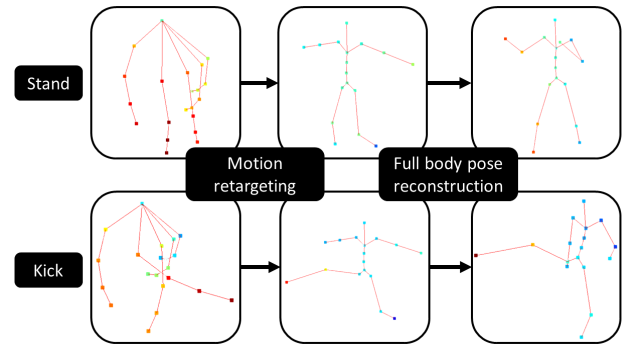 Stand
Motion
retargeting
Full body pose
reconstruction
Kick